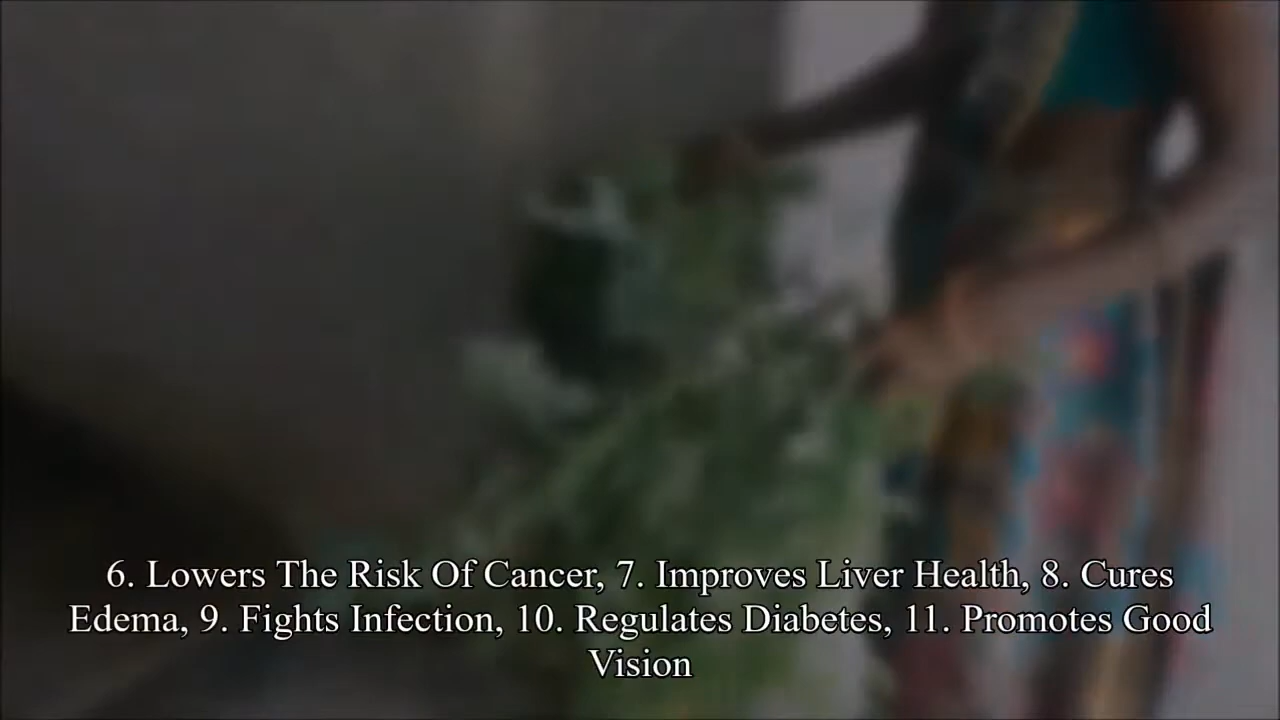 6. Lowers The Risk Of Cancer, 7. Improves Liver Health, 8. Cures
Edema, 9. Fights Infection, 10. Regulates Diabetes, 11. Promotes Good
Vision